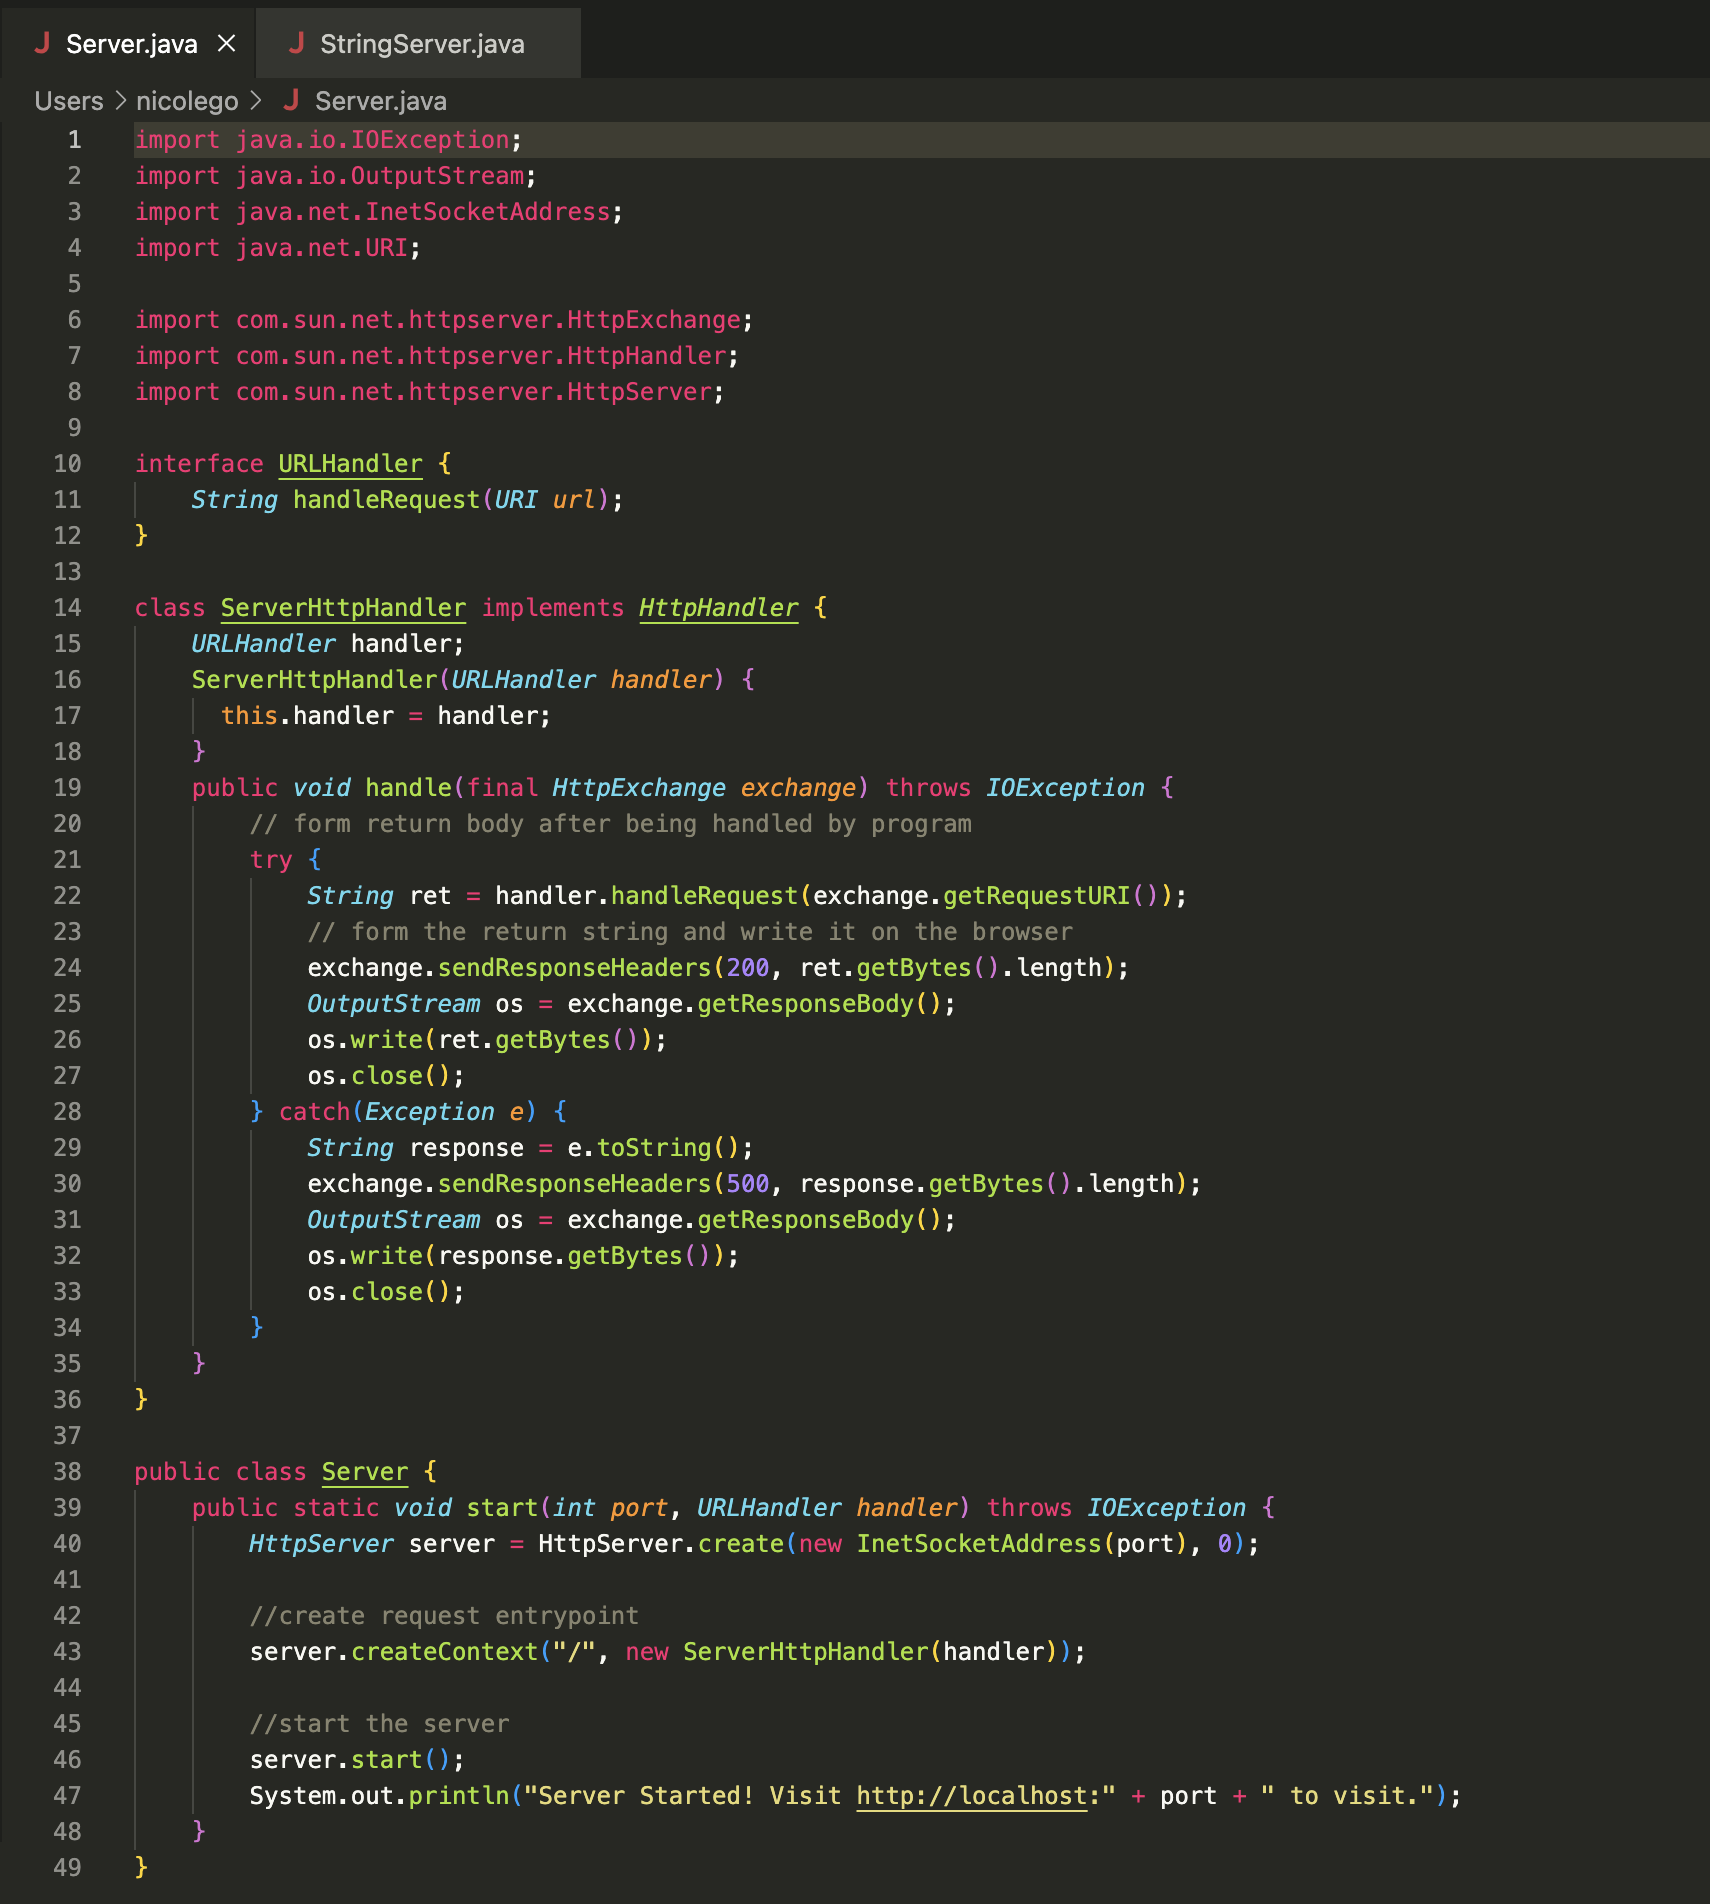 Server.java
StringServer.java
Users > nicolego > Server.java
1 import java.io.IOException;
2 import java.io.OutputStream;
3 import java.net.InetSocketAddress;
4 import java.net.URI;
5
6 import com.sun.net.httpserver.HttpExchange;
7 import com.sun.net.httpserver.HttpHandler;
8 import com.sun.net.httpserver.HttpServer;
9
10 interface URLHandler {
11     String handleRequest(URI url);
12 }
13
14 class ServerHttpHandler implements HttpHandler {
15     URLHandler handler;
16     ServerHttpHandler(URLHandler handler) {
17       this.handler = handler;
18     }
19     public void handle(final HttpExchange exchange) throws IOException {
20         // form return body after being handled by program
21         try {
22             String ret = handler.handleRequest(exchange.getRequestURI());
23             // form the return string and write it on the browser
24             exchange.sendResponseHeaders(200, ret.getBytes().length);
25             OutputStream os = exchange.getResponseBody();
26             os.write(ret.getBytes());
27             os.close();
28         } catch(Exception e) {
29             String response = e.toString();
30             exchange.sendResponseHeaders(500, response.getBytes().length);
31             OutputStream os = exchange.getResponseBody();
32             os.write(response.getBytes());
33             os.close();
34         }
35     }
36 }
37
38 public class Server {
39     public static void start(int port, URLHandler handler) throws IOException {
40         HttpServer server = HttpServer.create(new InetSocketAddress(port), 0);
41
42         //create request entrypoint
43         server.createContext("/", new ServerHttpHandler(handler));
44
45         //start the server
46         server.start();
47         System.out.println("Server Started! Visit http://localhost:" + port + " to visit.");
48     }
49 }